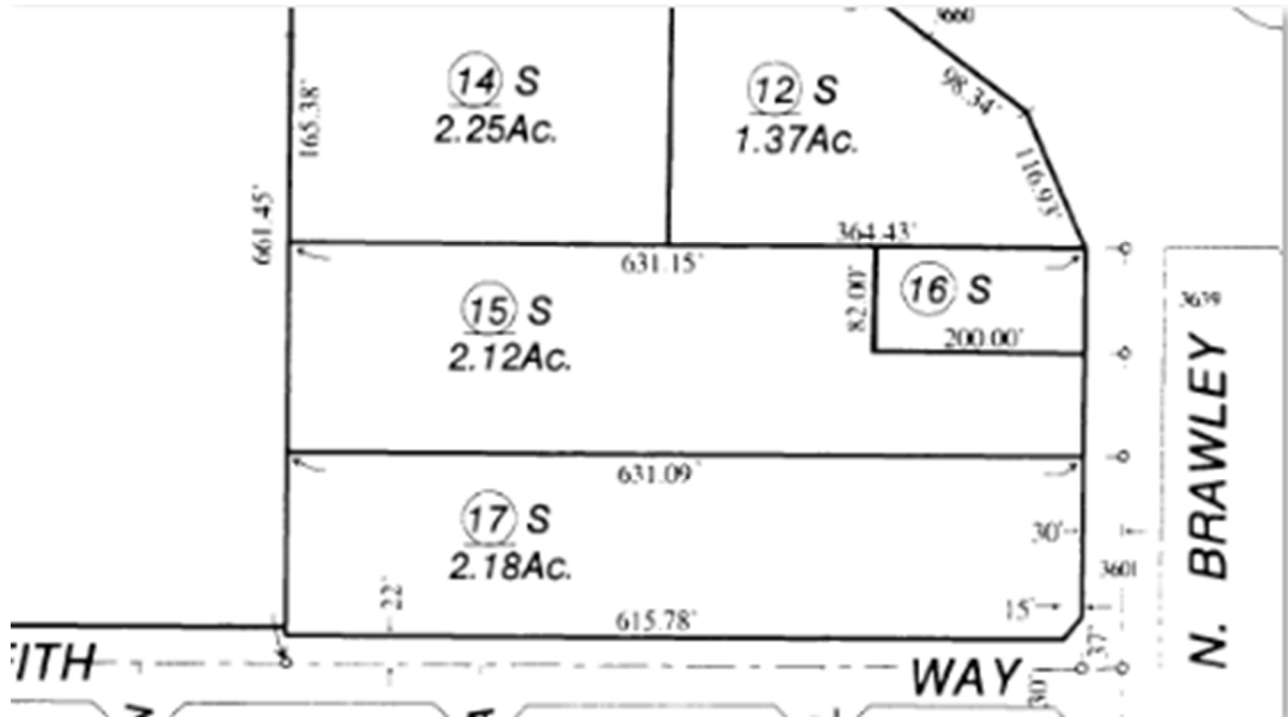 3660
14 S
2.25Ac.
12 S
1.37Ac.
98.34'
165.38'
116.93'
661.45'
364.43'
631.15'
82.00'
16 S
200.00'
15 S
2.12Ac.
3639
N. BRAWLEY
631.09'
17 S
2.18Ac.
30'
3601
22'
15'
615.78'
37'
ITH
WAY
30'